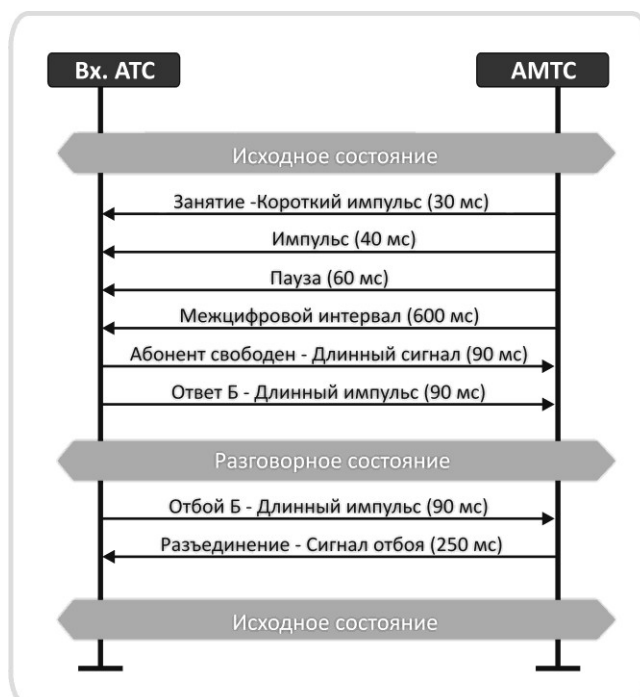 Вх. АТС
АМТС
Исходное состояние
Занятие -Короткий импульс (30 мс)
Импульс (40 мс)
Пауза (60 мс)
Межцифровой интервал (600 мс)
Абонент свободен - Длинный сигнал (90 мс)
Ответ Б - Длинный импульс (90 мс)
Разговорное состояние
Отбой Б - Длинный импульс (90 мс)
Разъединение - Сигнал отбоя (250 мс)
Исходное состояние